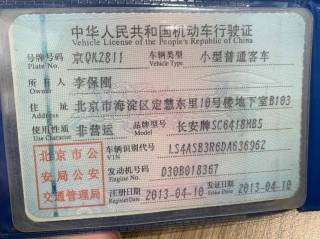 中华人民共和国机动车行驶证
Vehicle License of the People's Republic of China
号牌号码 京QK2811 车辆类型 小型普通客车
Plate No. Vehicle Type
所有人 李保刚
Owner
住址 北京市海淀区定慧东里10号楼地下室B103
Address
使用性质 非营运 品牌型号 长安牌SC6418MBS
Use Character Model
北京市公 车辆识别代号 LS4ASB3R6DA636962
VIN
安局公安 发动机号码 D30B018367
Engine No.
交通管理局 注册日期 2013-04-10 发证日期 2013-04-10
Register Date Issue Date